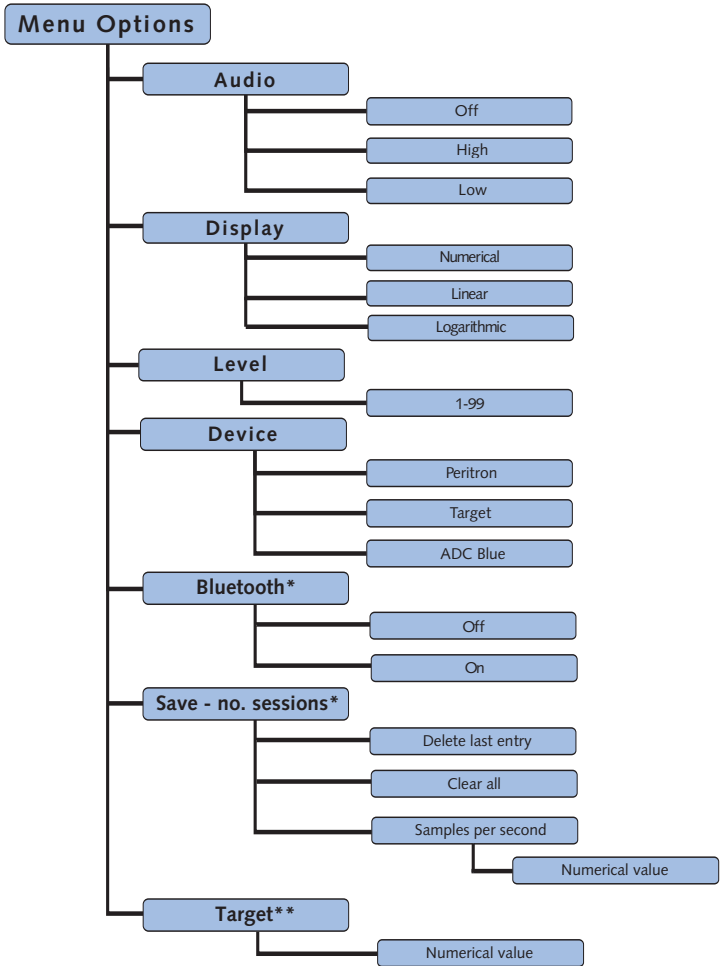 Menu Options
Audio
Off
High
Low
Display
Numerical
Linear
Logarithmic
Level
1-99
Device
Peritron
Target
ADC Blue
Bluetooth*
Off
On
Save - no. sessions*
Delete last entry
Clear all
Samples per second
Numerical value
Target**
Numerical value